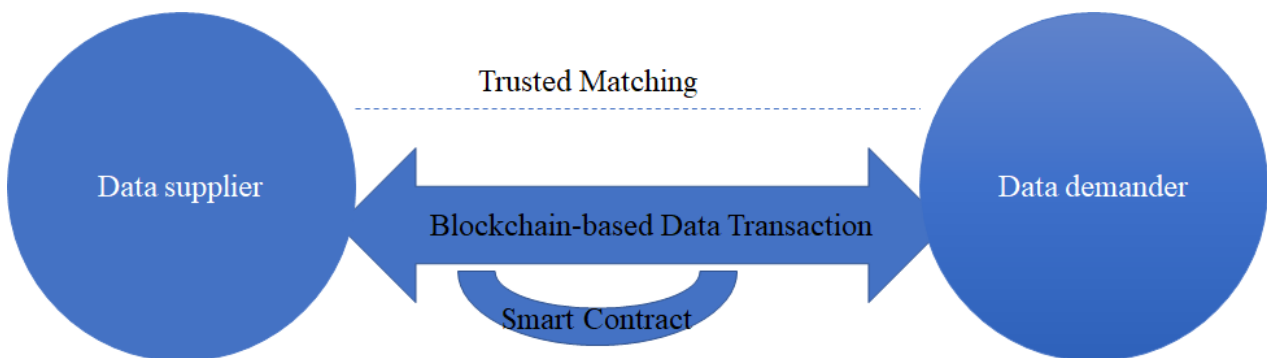 Trusted Matching
Data supplier
Data demander
Blockchain-based Data Transaction
Smart Contract